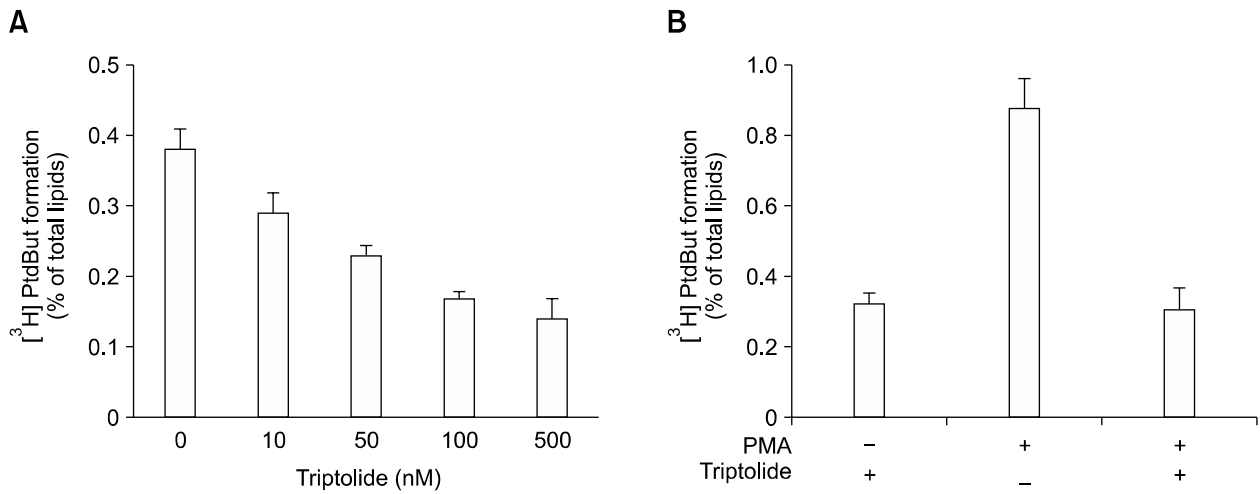 A
[³H] PtdBut formation
(% of total lipids)
0.5
0.4
0.3
0.2
0.1
0
0 10 50 100 500
Triptolide (nM)
B
[³H] PtdBut formation
(% of total lipids)
1.0
0.8
0.6
0.4
0.2
0
PMA − + +
Triptolide + − +